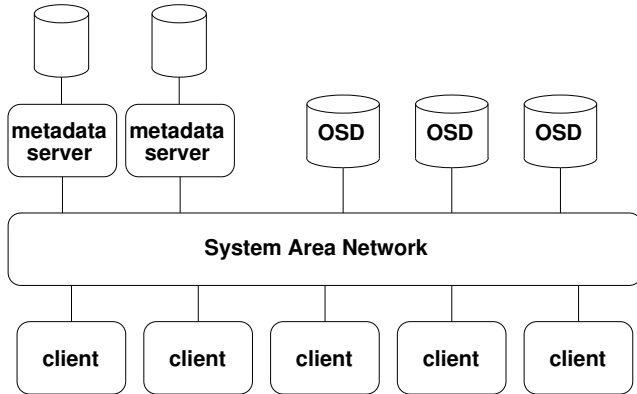 metadata
server
metadata
server
OSD
OSD
OSD
System Area Network
client
client
client
client
client